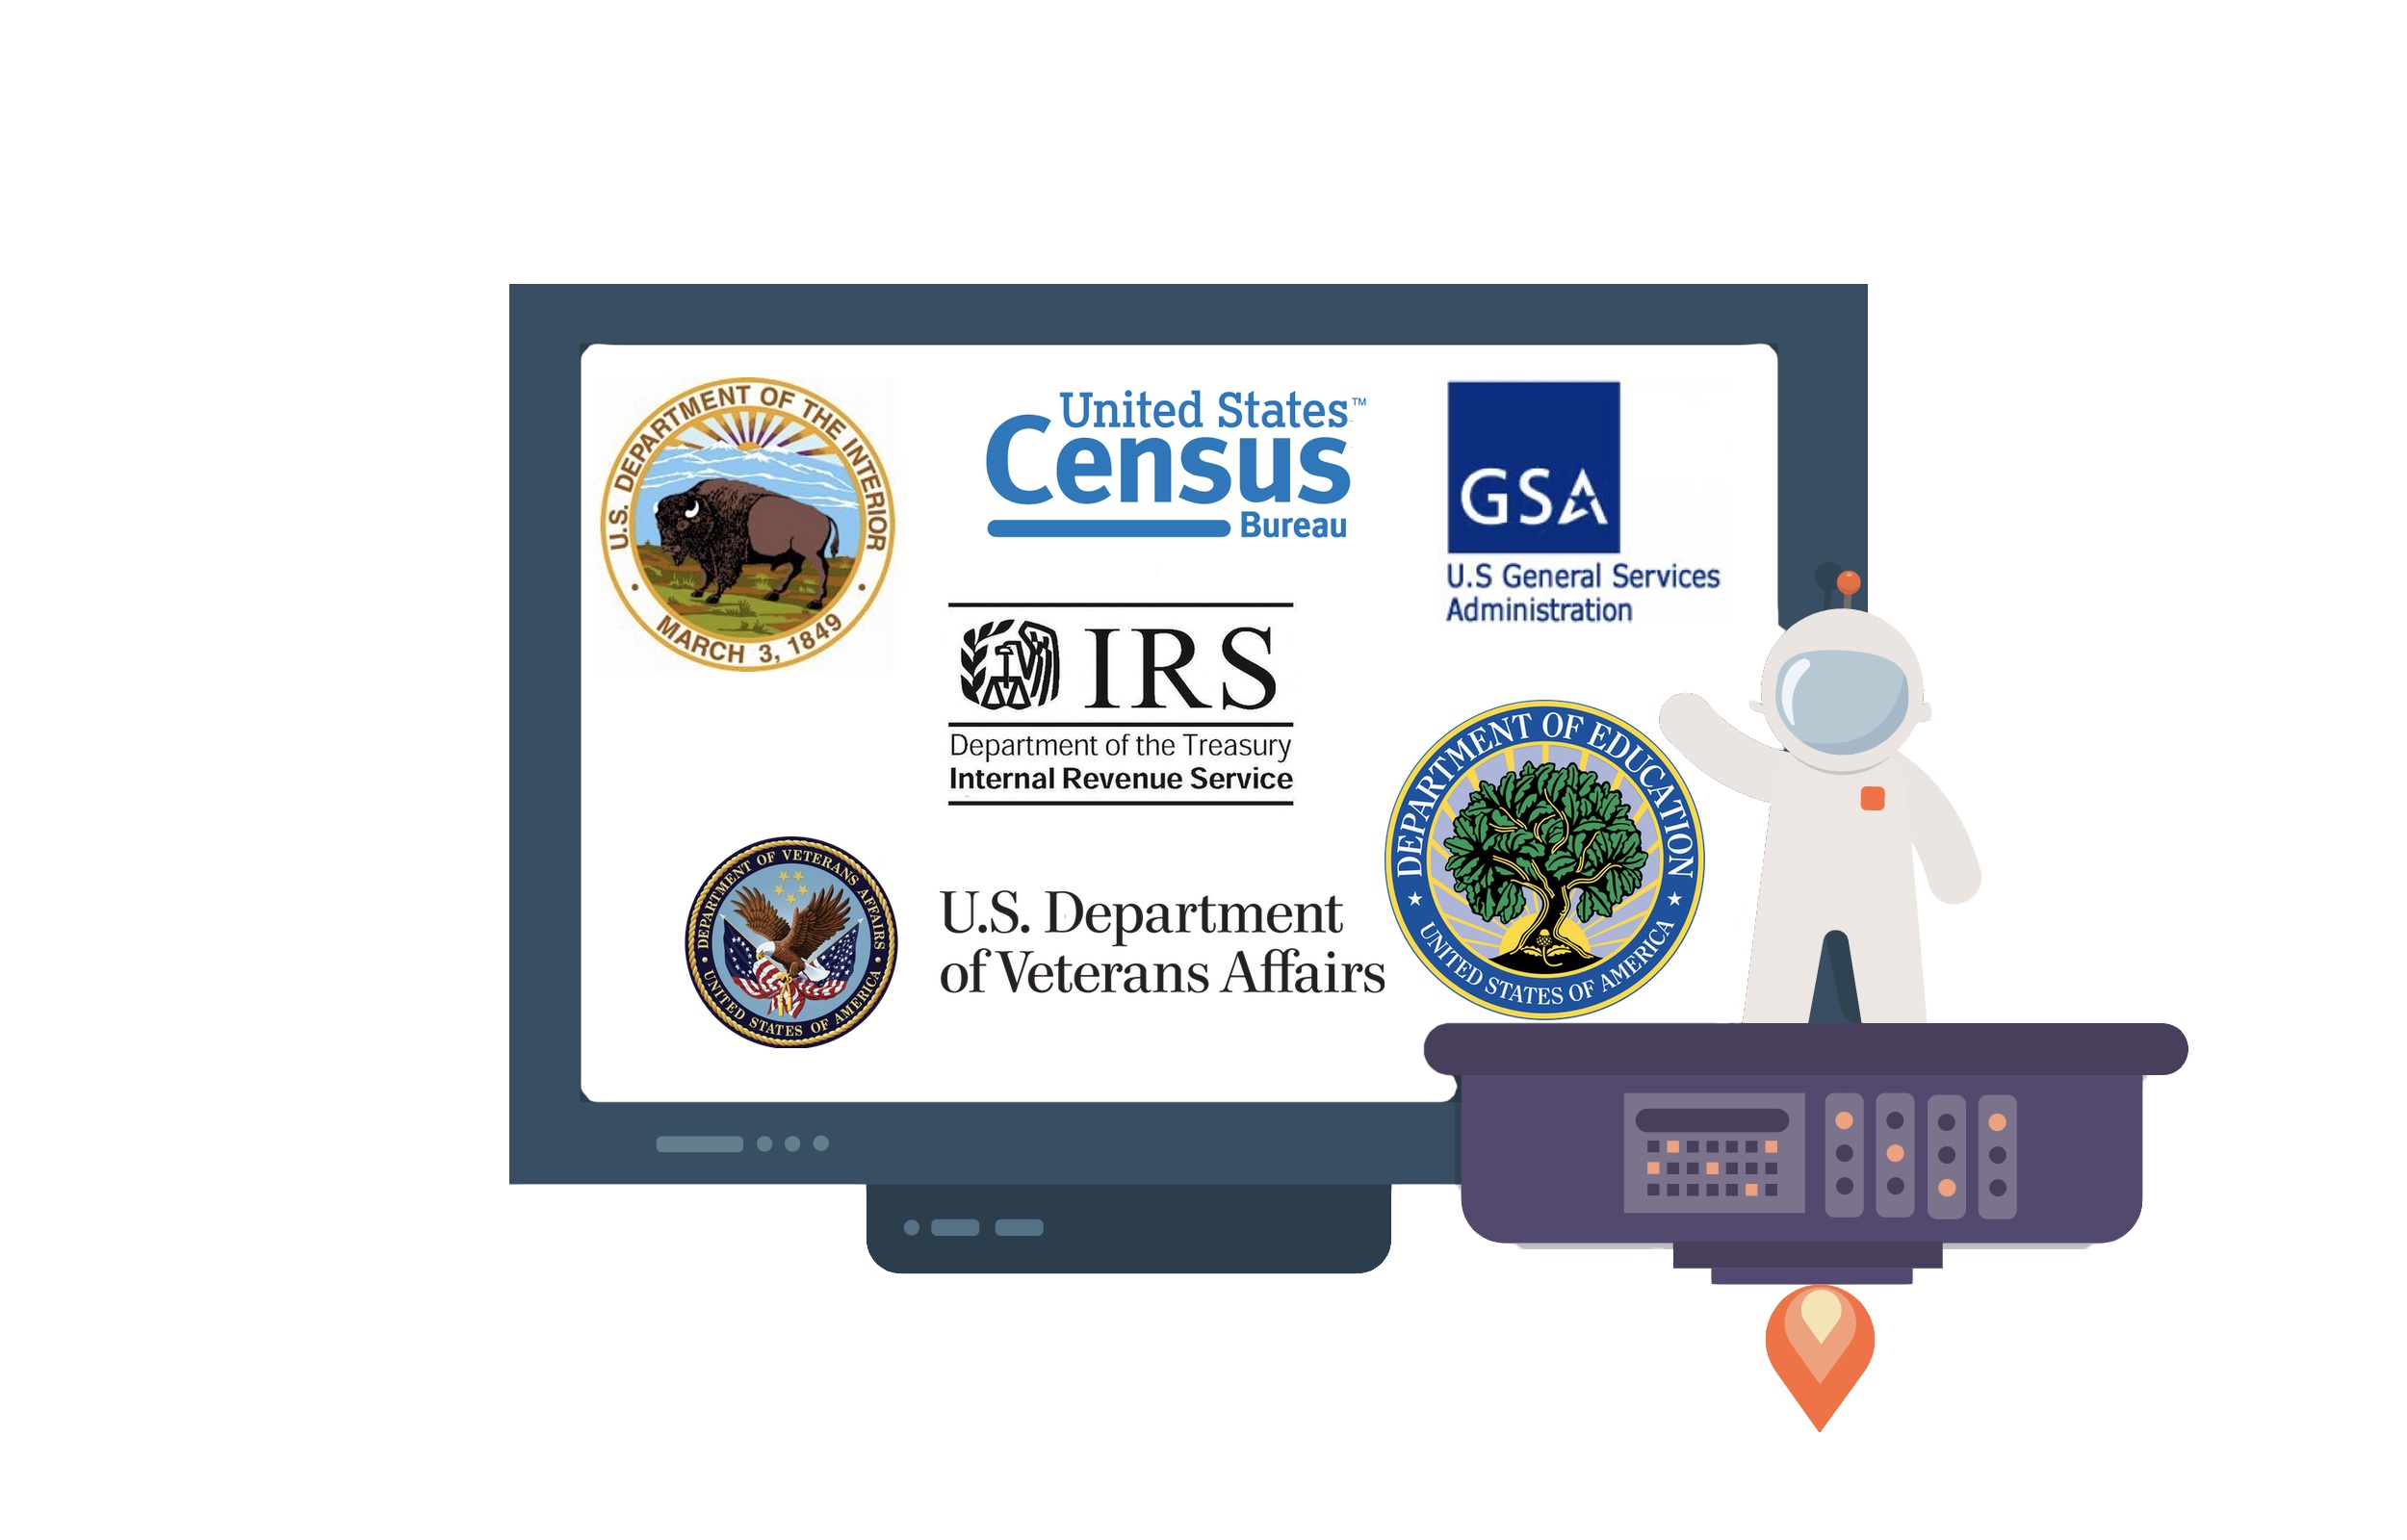 U.S. DEPARTMENT OF THE INTERIOR
MARCH 3, 1849
United States™
Census
Bureau
GSA
U.S General Services
Administration
IRS
Department of the Treasury
Internal Revenue Service
DEPARTMENT OF EDUCATION
UNITED STATES OF AMERICA
DEPARTMENT OF VETERANS AFFAIRS
UNITED STATES OF AMERICA
U.S. Department
of Veterans Affairs